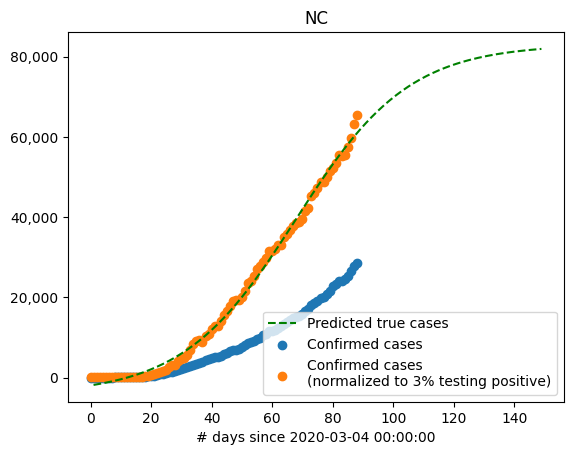 NC
80,000
60,000
40,000
20,000
0
Predicted true cases
Confirmed cases
Confirmed cases
(normalized to 3% testing positive)
0 20 40 60 80 100 120 140
# days since 2020-03-04 00:00:00